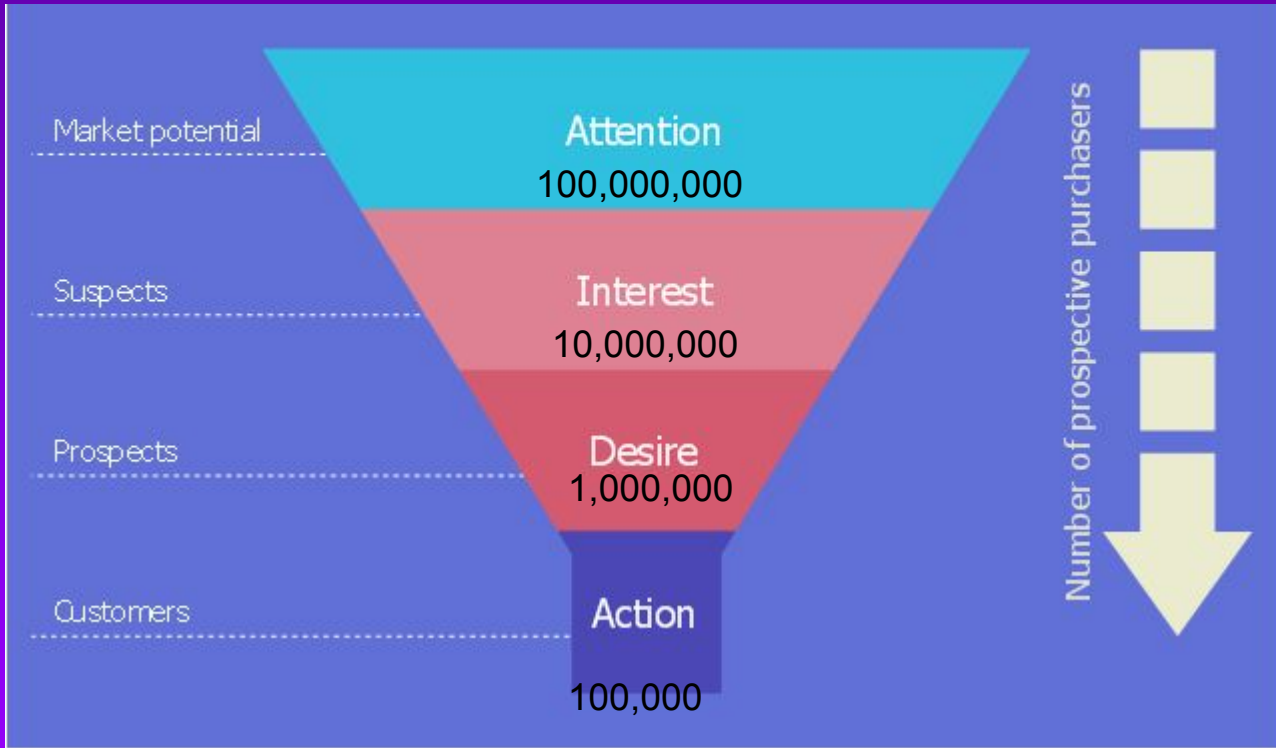 Market potential
Attention
100,000,000
Suspects
Interest
10,000,000
Prospects
Desire
1,000,000
Customers
Action
100,000
Number of prospective purchasers